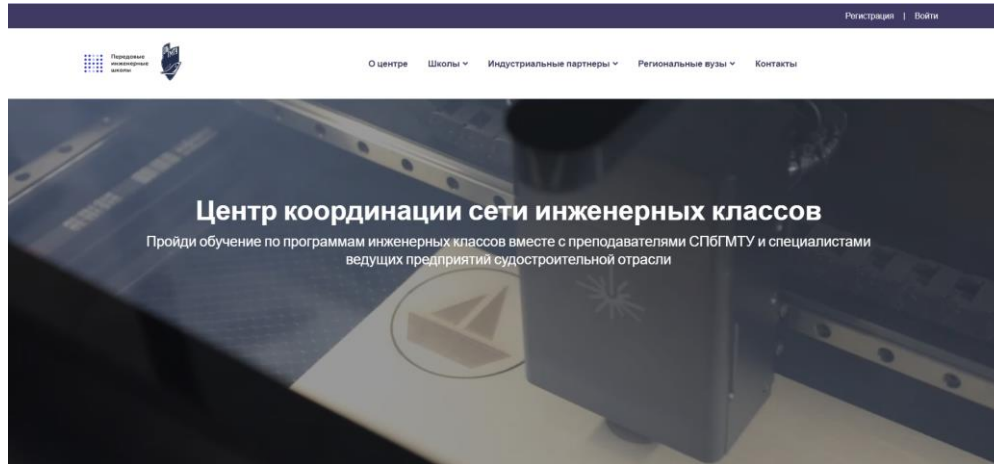 Регистрация | Войти
Передовые
инженерные
школы
О центре Школы Индустриальные партнеры Региональные вузы Контакты
Центр координации сети инженерных классов
Пройди обучение по программам инженерных классов вместе с преподавателями СПбГМТУ и специалистами
ведущих предприятий судостроительной отрасли